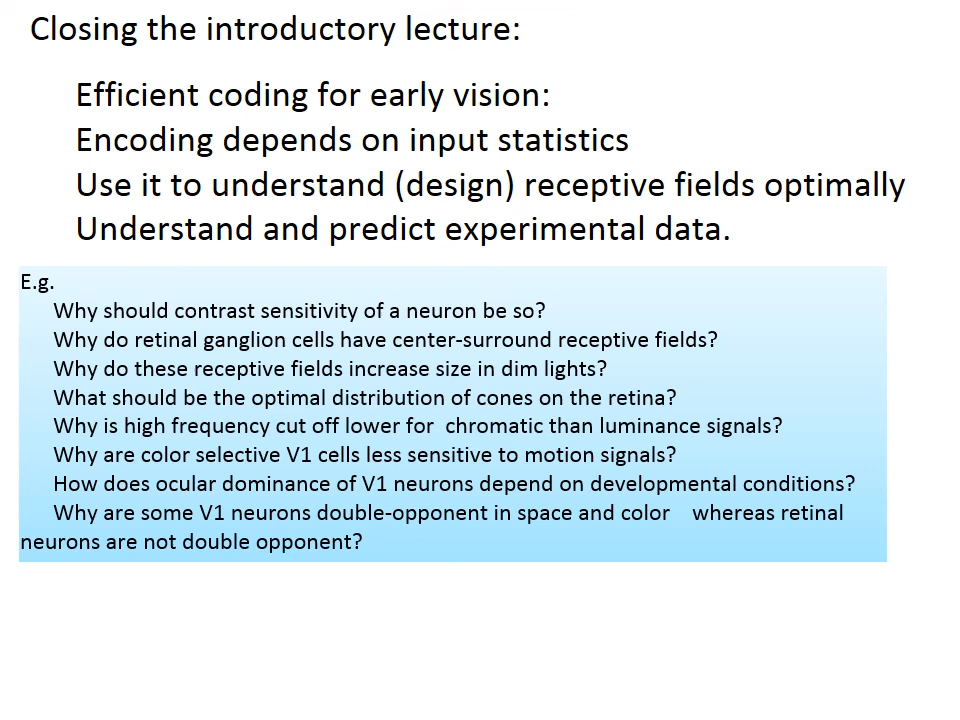 Closing the introductory lecture:
Efficient coding for early vision:
Encoding depends on input statistics
Use it to understand (design) receptive fields optimally
Understand and predict experimental data.
E.g.
Why should contrast sensitivity of a neuron be so?
Why do retinal ganglion cells have center-surround receptive fields?
Why do these receptive fields increase size in dim lights?
What should be the optimal distribution of cones on the retina?
Why is high frequency cut off lower for  chromatic than luminance signals?
Why are color selective V1 cells less sensitive to motion signals?
How does ocular dominance of V1 neurons depend on developmental conditions?
Why are some V1 neurons double-opponent in space and color    whereas retinal
neurons are not double opponent?